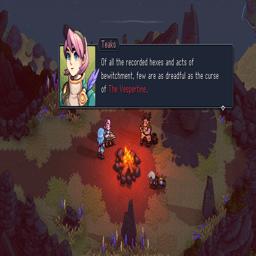 Teako
Of all the recorded hexes and acts of
bewitchment, few are as dreadful as the curse
of The Vespertine.